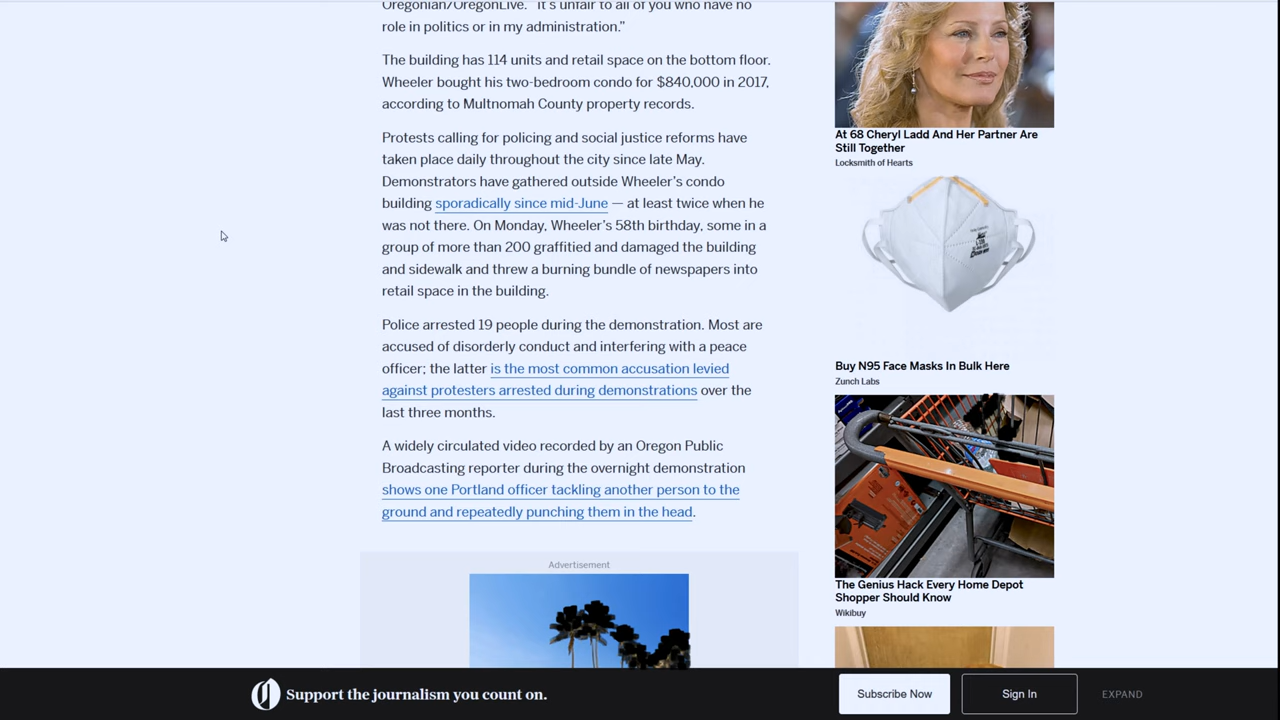 Oregonian/OregonLive. “It’s unfair to all of you who have no
role in politics or in my administration.”
The building has 114 units and retail space on the bottom floor.
Wheeler bought his two-bedroom condo for $840,000 in 2017,
according to Multnomah County property records.
Protests calling for policing and social justice reforms have
taken place daily throughout the city since late May.
Demonstrators have gathered outside Wheeler’s condo
building sporadically since mid-June — at least twice when he
was not there. On Monday, Wheeler’s 58th birthday, some in a
group of more than 200 graffitied and damaged the building
and sidewalk and threw a burning bundle of newspapers into
retail space in the building.
Police arrested 19 people during the demonstration. Most are
accused of disorderly conduct and interfering with a peace
officer; the latter is the most common accusation levied
against protesters arrested during demonstrations over the
last three months.
A widely circulated video recorded by an Oregon Public
Broadcasting reporter during the overnight demonstration
shows one Portland officer tackling another person to the
ground and repeatedly punching them in the head.
Advertisement
At 68 Cheryl Ladd And Her Partner Are
Still Together
Locksmith of Hearts
Buy N95 Face Masks In Bulk Here
Zunch Labs
The Genius Hack Every Home Depot
Shopper Should Know
Wikibuy
Support the journalism you count on.
Subscribe Now
Sign In
EXPAND